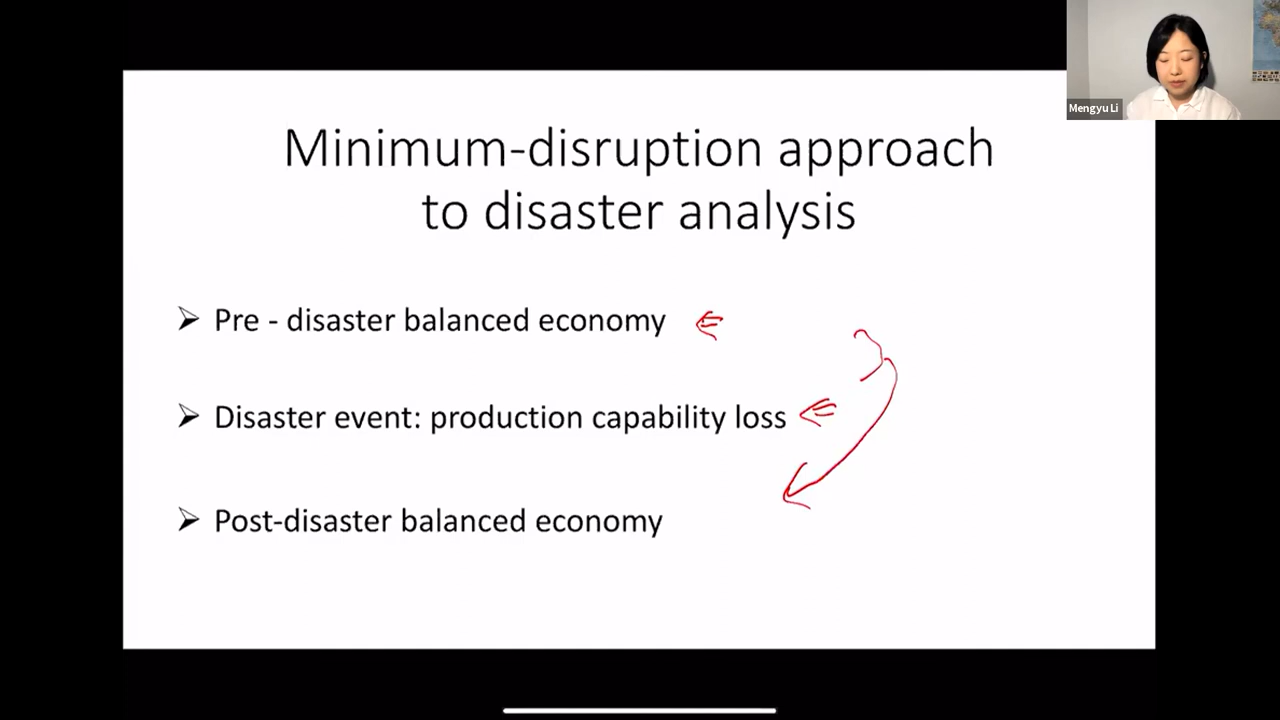 Mengyu Li
Minimum-disruption approach
to disaster analysis
➢ Pre - disaster balanced economy
➢ Disaster event: production capability loss
➢ Post-disaster balanced economy